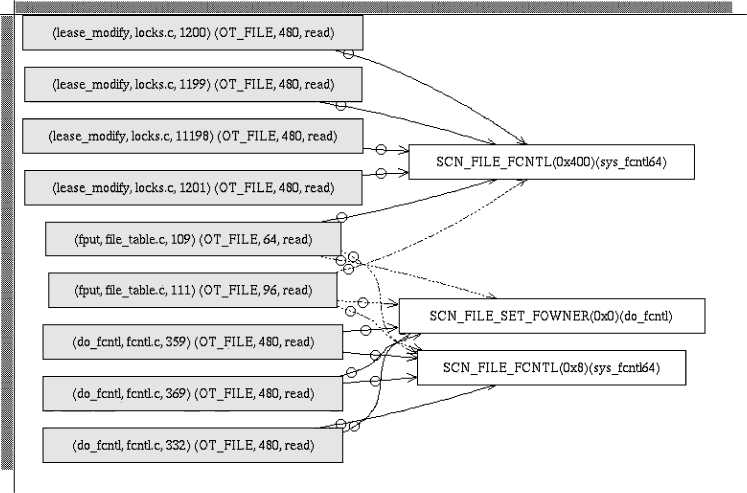 (lease_modify, locks.c, 1200) (OT_FILE, 480, read)
(lease_modify, locks.c, 1199) (OT_FILE, 480, read)
(lease_modify, locks.c, 11198) (OT_FILE, 480, read)
SCN_FILE_FCNTL(0x400)(sys_fcntl64)
(lease_modify, locks.c, 1201) (OT_FILE, 480, read)
(fput, file_table.c, 109) (OT_FILE, 64, read)
(fput, file_table.c, 111) (OT_FILE, 96, read)
SCN_FILE_SET_FOWNER(0x0)(do_fcntl)
(do_fcntl, fcntl.c, 359) (OT_FILE, 480, read)
SCN_FILE_FCNTL(0x8)(sys_fcntl64)
(do_fcntl, fcntl.c, 369) (OT_FILE, 480, read)
(do_fcntl, fcntl.c, 332) (OT_FILE, 480, read)